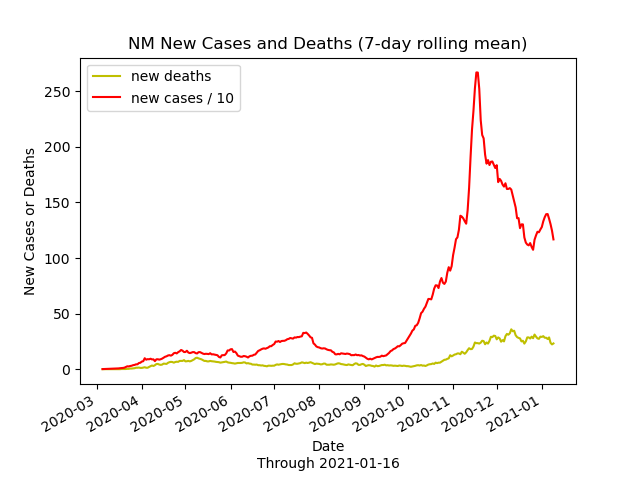 NM New Cases and Deaths (7-day rolling mean)
new deaths
new cases / 10
New Cases or Deaths
250
200
150
100
50
0
2020-03
2020-04
2020-05
2020-06
2020-07
2020-08
2020-09
2020-10
2020-11
2020-12
2021-01
Date
Through 2021-01-16